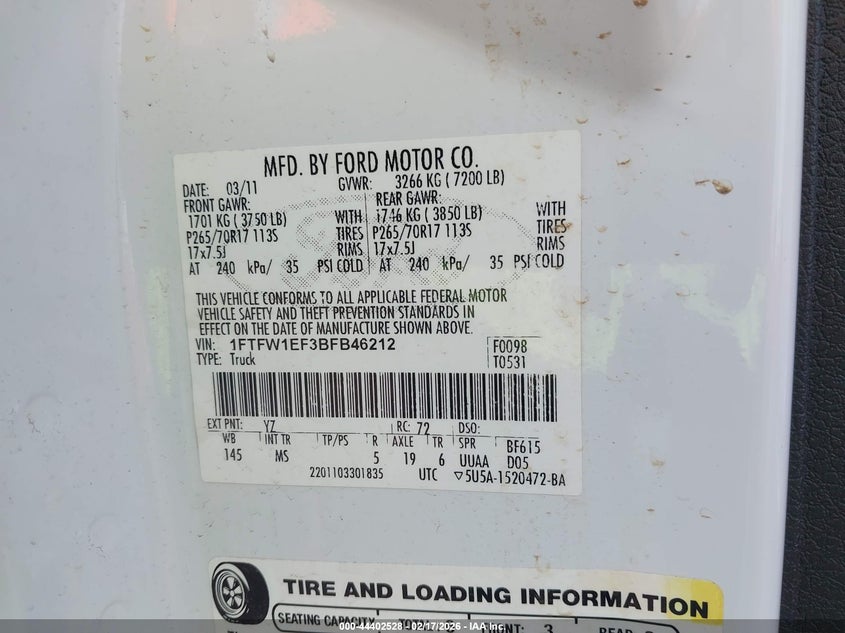 MFD. BY FORD MOTOR CO.
DATE: 03/11 GVWR: 3266 KG ( 7200 LB)
FRONT GAWR: REAR GAWR:
1701 KG ( 3750 LB) WITH 1746 KG ( 3850 LB) WITH
P265/70R17 113S TIRES P265/70R17 113S TIRES
17x7.5J RIMS 17x7.5J RIMS
AT 240 kPa/ 35 PSI COLD AT 240 kPa/ 35 PSI COLD
THIS VEHICLE CONFORMS TO ALL APPLICABLE FEDERAL MOTOR
VEHICLE SAFETY AND THEFT PREVENTION STANDARDS IN
EFFECT ON THE DATE OF MANUFACTURE SHOWN ABOVE.
VIN: 1FTFW1EF3BFB46212 F0098
TYPE: Truck T0531
EXT PNT: YZ RC: 72 DSO:
WB INT TR TP/PS R AXLE TR SPR BF615
145 MS 5 19 6 UUAA D05
2201103301835 UTC ▽5U5A-1520472-BA
TIRE AND LOADING INFORMATION
SEATING CAPACITY FRONT: 3
000-44402528 - 02/17/2026 - IAA Inc.